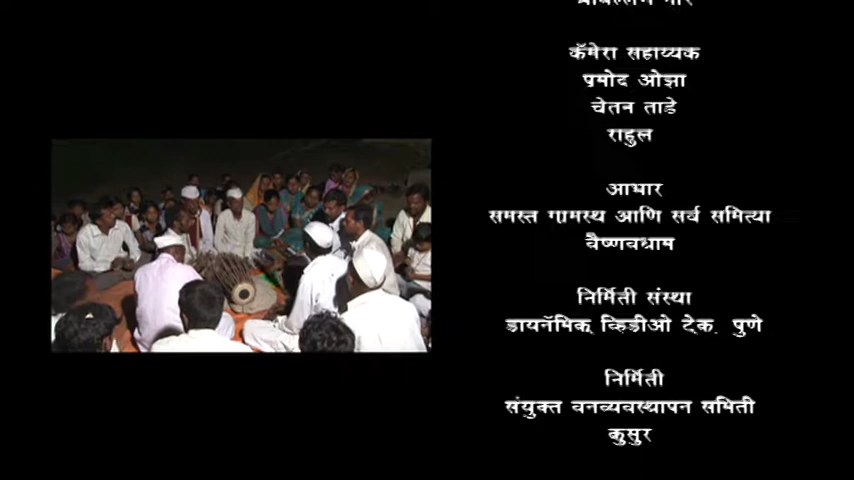 कॅमेरा सहाय्यक
प्रमोद ओझा
चेतन ताडे
राहुल
आभार
समस्त ग्रामस्थ आणि सर्व समित्या
वैष्णवधाम
निर्मिती संस्था
डायनॅमिक व्हिडीओ टेक. पुणे
निर्मिती
संयुक्त वनव्यवस्थापन समिती
कुसुर